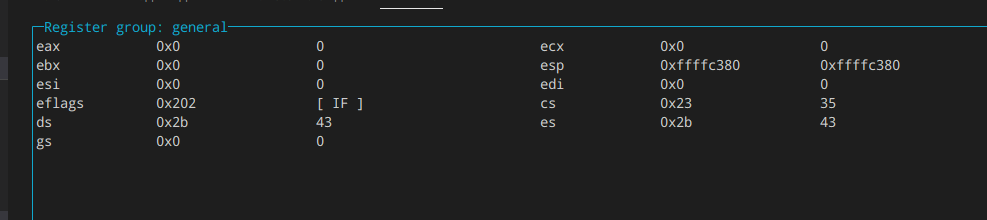 Register group: general
eax 0x0 0 ecx 0x0 0
ebx 0x0 0 esp 0xffffc380 0xffffc380
esi 0x0 0 edi 0x0 0
eflags 0x202 [ IF ] cs 0x23 35
ds 0x2b 43 es 0x2b 43
gs 0x0 0